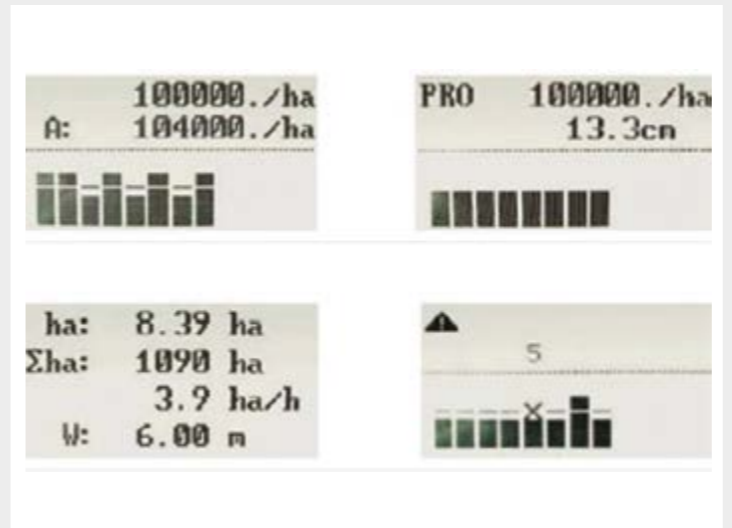 100000./ha
A: 104000./ha
PRO 100000./ha
13.3cm
ha: 8.39 ha
Σha: 1090 ha
3.9 ha/h
W: 6.00 m
5